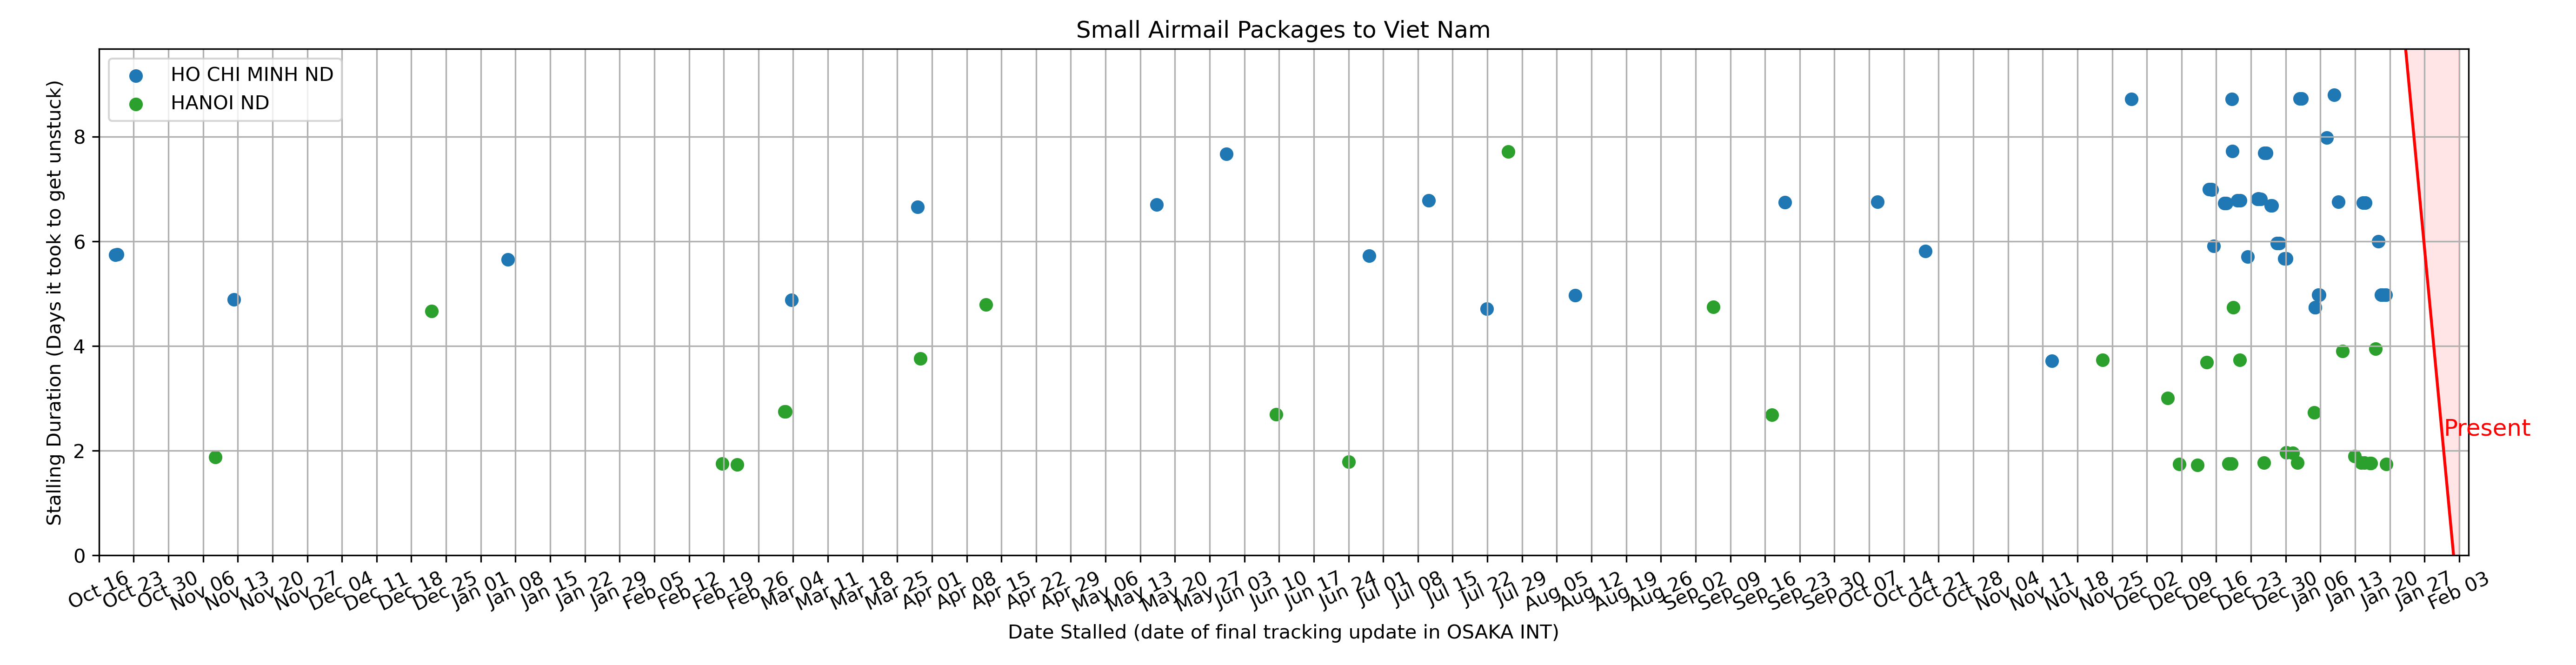 Small Airmail Packages to Viet Nam
HO CHI MINH ND
HANOI ND
Stalling Duration (Days it took to get unstuck)
8
6
4
2
0
Present
Oct 16
Oct 23
Oct 30
Nov 06
Nov 13
Nov 20
Nov 27
Dec 04
Dec 11
Dec 18
Dec 25
Jan 01
Jan 08
Jan 15
Jan 22
Jan 29
Feb 05
Feb 12
Feb 19
Feb 26
Mar 04
Mar 11
Mar 18
Mar 25
Apr 01
Apr 08
Apr 15
Apr 22
Apr 29
May 06
May 13
May 20
May 27
Jun 03
Jun 10
Jun 17
Jun 24
Jul 01
Jul 08
Jul 15
Jul 22
Jul 29
Aug 05
Aug 12
Aug 19
Aug 26
Sep 02
Sep 09
Sep 16
Sep 23
Sep 30
Oct 07
Oct 14
Oct 21
Oct 28
Nov 04
Nov 11
Nov 18
Nov 25
Dec 02
Dec 09
Dec 16
Dec 23
Dec 30
Jan 06
Jan 13
Jan 20
Jan 27
Feb 03
Date Stalled (date of final tracking update in OSAKA INT)